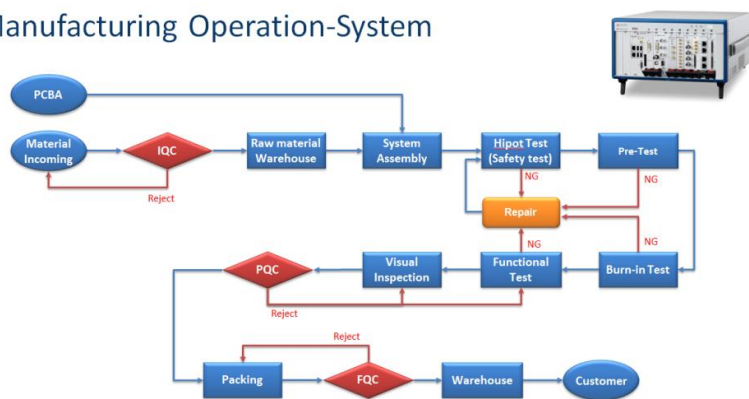 Manufacturing Operation-System
PCBA
Material
Incoming
IQC
Reject
Raw material
Warehouse
System
Assembly
Hipot Test
(Safety test)
Pre-Test
NG
NG
Repair
NG
NG
PQC
Visual
Inspection
Functional
Test
Burn-in Test
Reject
Reject
Packing
FQC
Warehouse
Customer